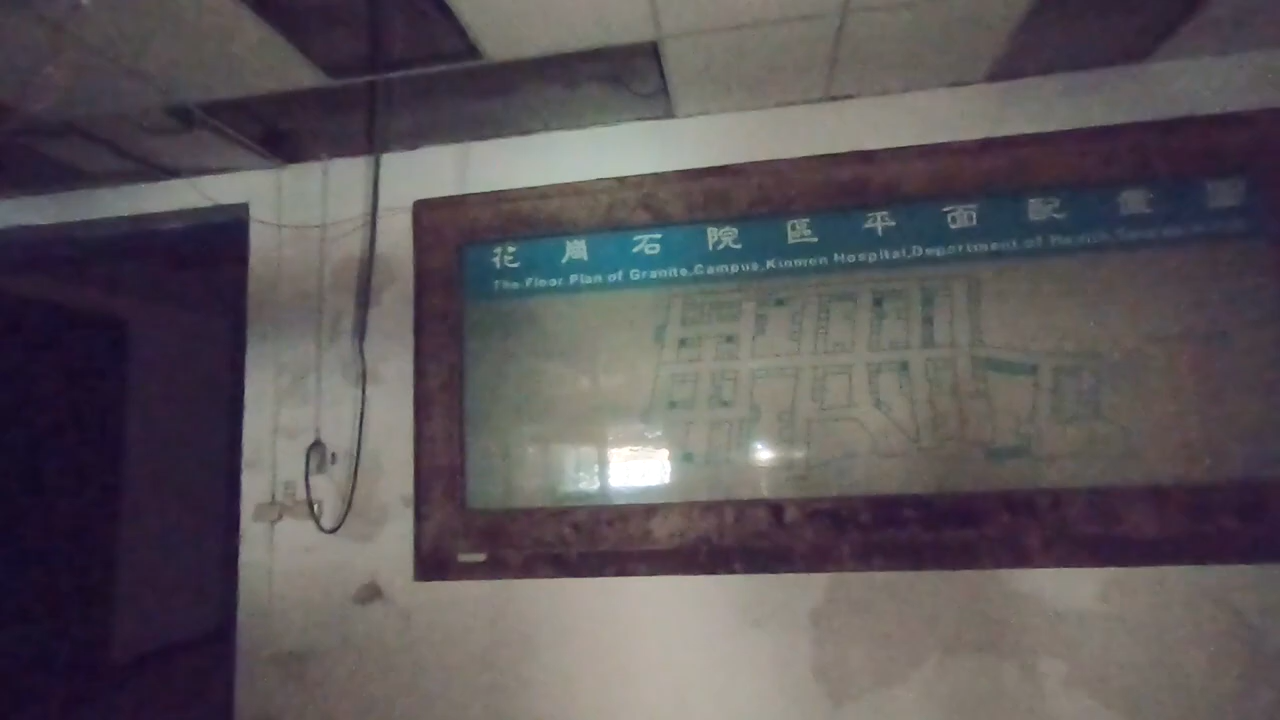 花崗石院區平面配置圖
The Floor Plan of Granite Campus, Kinmen Hospital, Department of Health